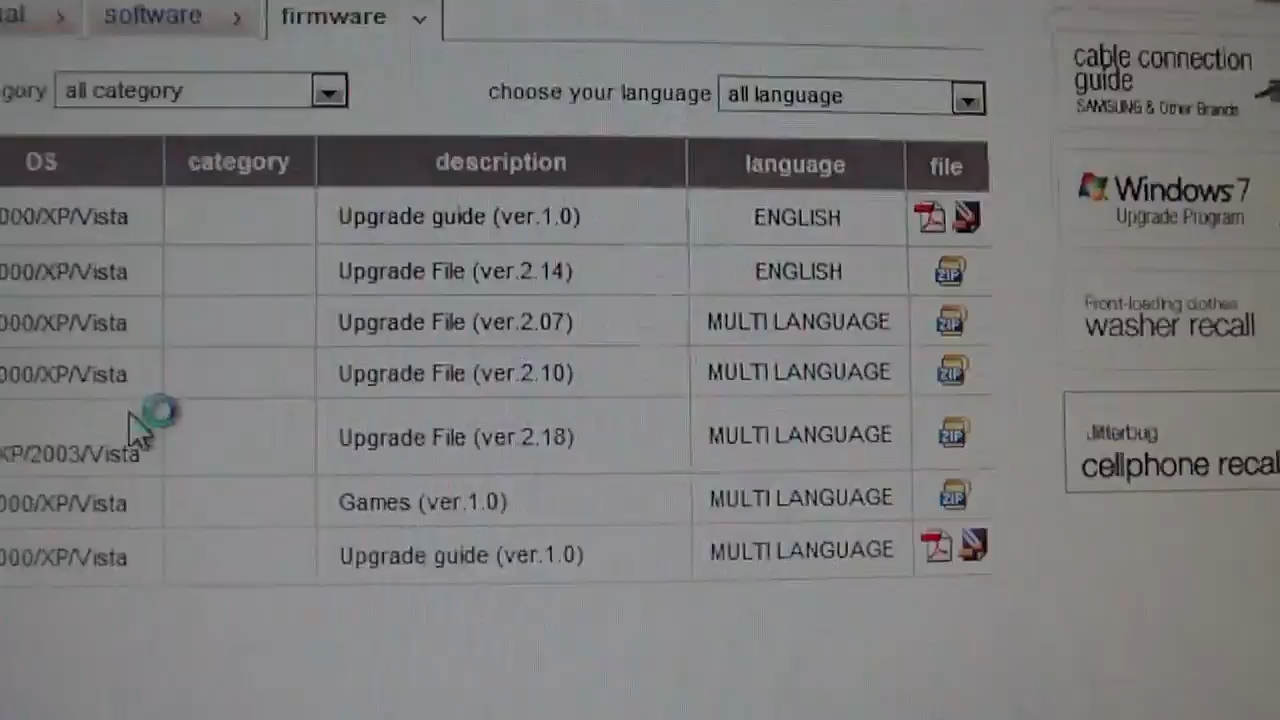 software
firmware
all category
choose your language
all language
OS
category
description
language
file
000/XP/Vista
Upgrade guide (ver.1.0)
ENGLISH
000/XP/Vista
Upgrade File (ver.2.14)
ENGLISH
ZIP
000/XP/Vista
Upgrade File (ver.2.07)
MULTI LANGUAGE
ZIP
000/XP/Vista
Upgrade File (ver.2.10)
MULTI LANGUAGE
ZIP
XP/2003/Vista
Upgrade File (ver.2.18)
MULTI LANGUAGE
ZIP
000/XP/Vista
Games (ver.1.0)
MULTI LANGUAGE
ZIP
000/XP/Vista
Upgrade guide (ver.1.0)
MULTI LANGUAGE
cable connection
guide
SAMSUNG & Other Brands
Windows 7
Upgrade Program
Front-loading clothes
washer recall
Jitterbug
cellphone recal